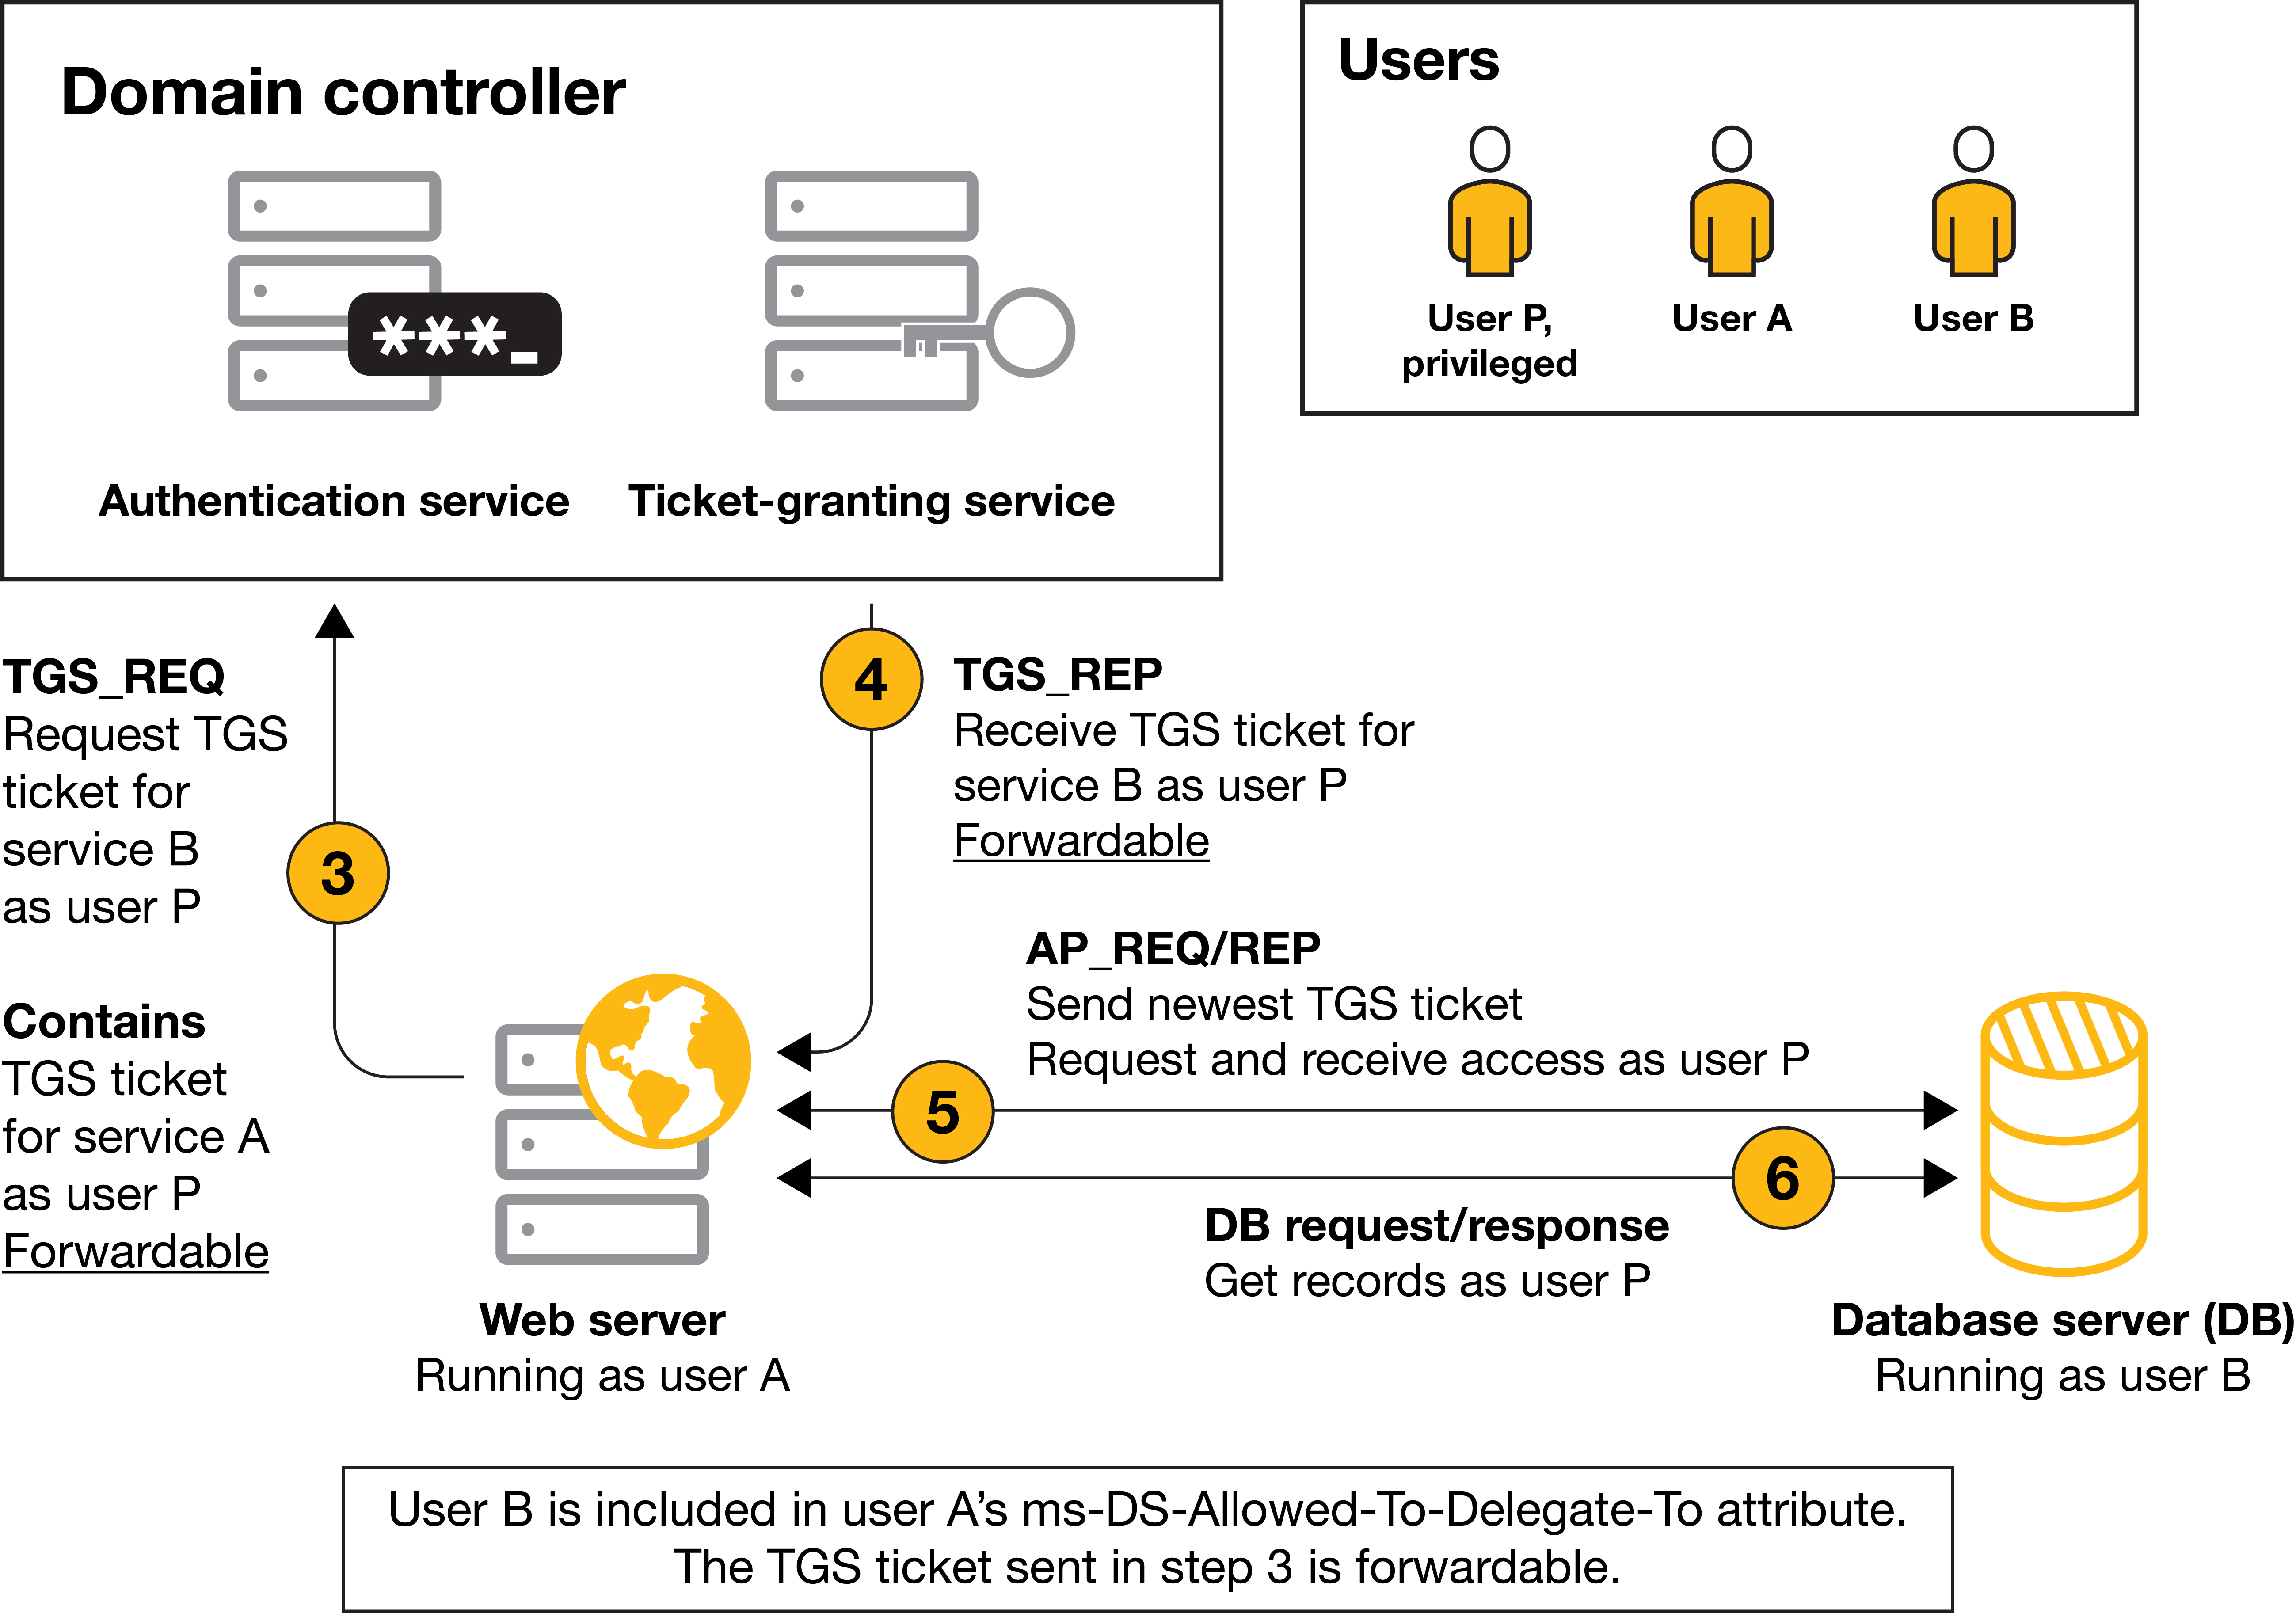 Domain controller
***_
Authentication service
Ticket-granting service
Users
User P,
privileged
User A
User B
TGS_REQ
Request TGS
ticket for
service B
as user P
Contains
TGS ticket
for service A
as user P
Forwardable
3
4
TGS_REP
Receive TGS ticket for
service B as user P
Forwardable
AP_REQ/REP
Send newest TGS ticket
Request and receive access as user P
5
6
DB request/response
Get records as user P
Web server
Running as user A
Database server (DB)
Running as user B
User B is included in user A’s ms-DS-Allowed-To-Delegate-To attribute.
The TGS ticket sent in step 3 is forwardable.